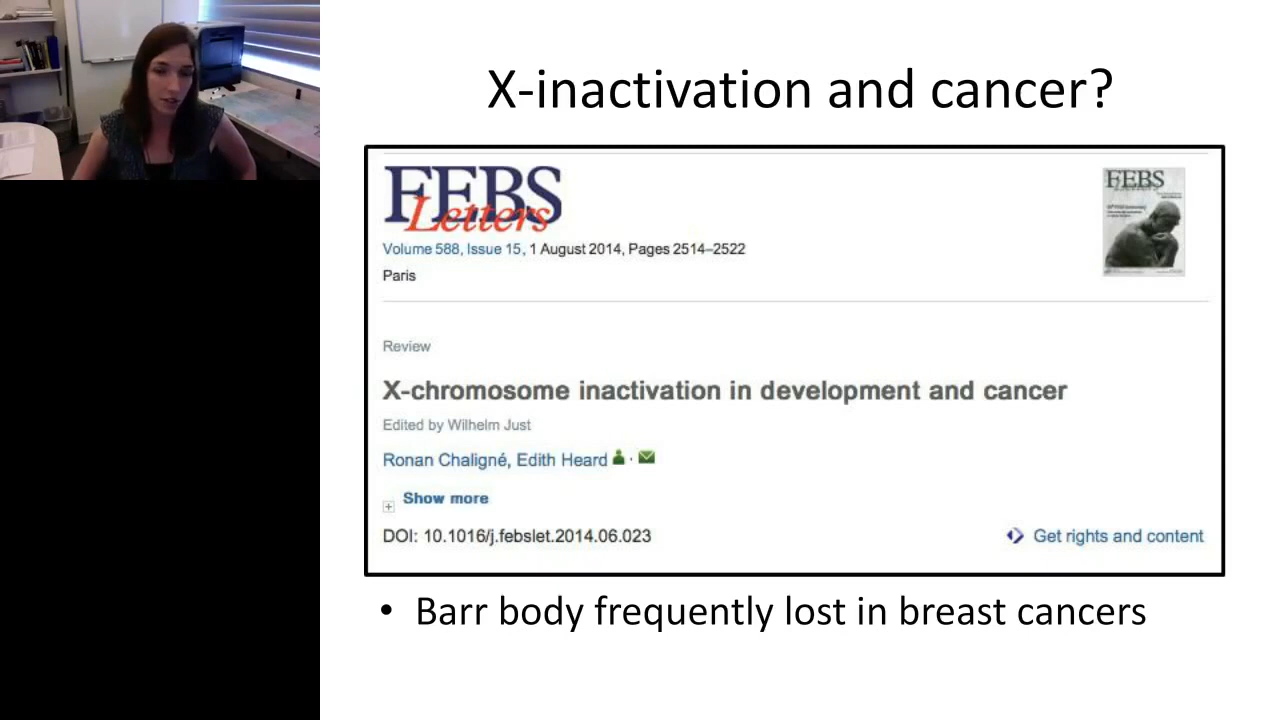 X-inactivation and cancer?
FEBS
Letters
FEBS
Volume 588, Issue 15, 1 August 2014, Pages 2514–2522
Paris
Review
X-chromosome inactivation in development and cancer
Edited by Wilhelm Just
Ronan Chaligné, Edith Heard
Show more
DOI: 10.1016/j.febslet.2014.06.023
Get rights and content
• Barr body frequently lost in breast cancers